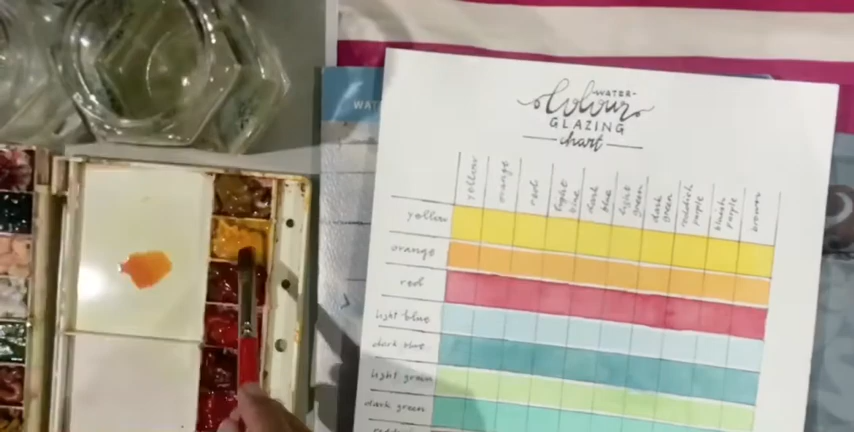 WAT
WATER-
Colour
GLAZING
chart
yellow
orange
red
light blue
dark blue
light green
dark green
reddish purple
bluish purple
brown
yellow
orange
red
light blue
dark blue
light green
dark green